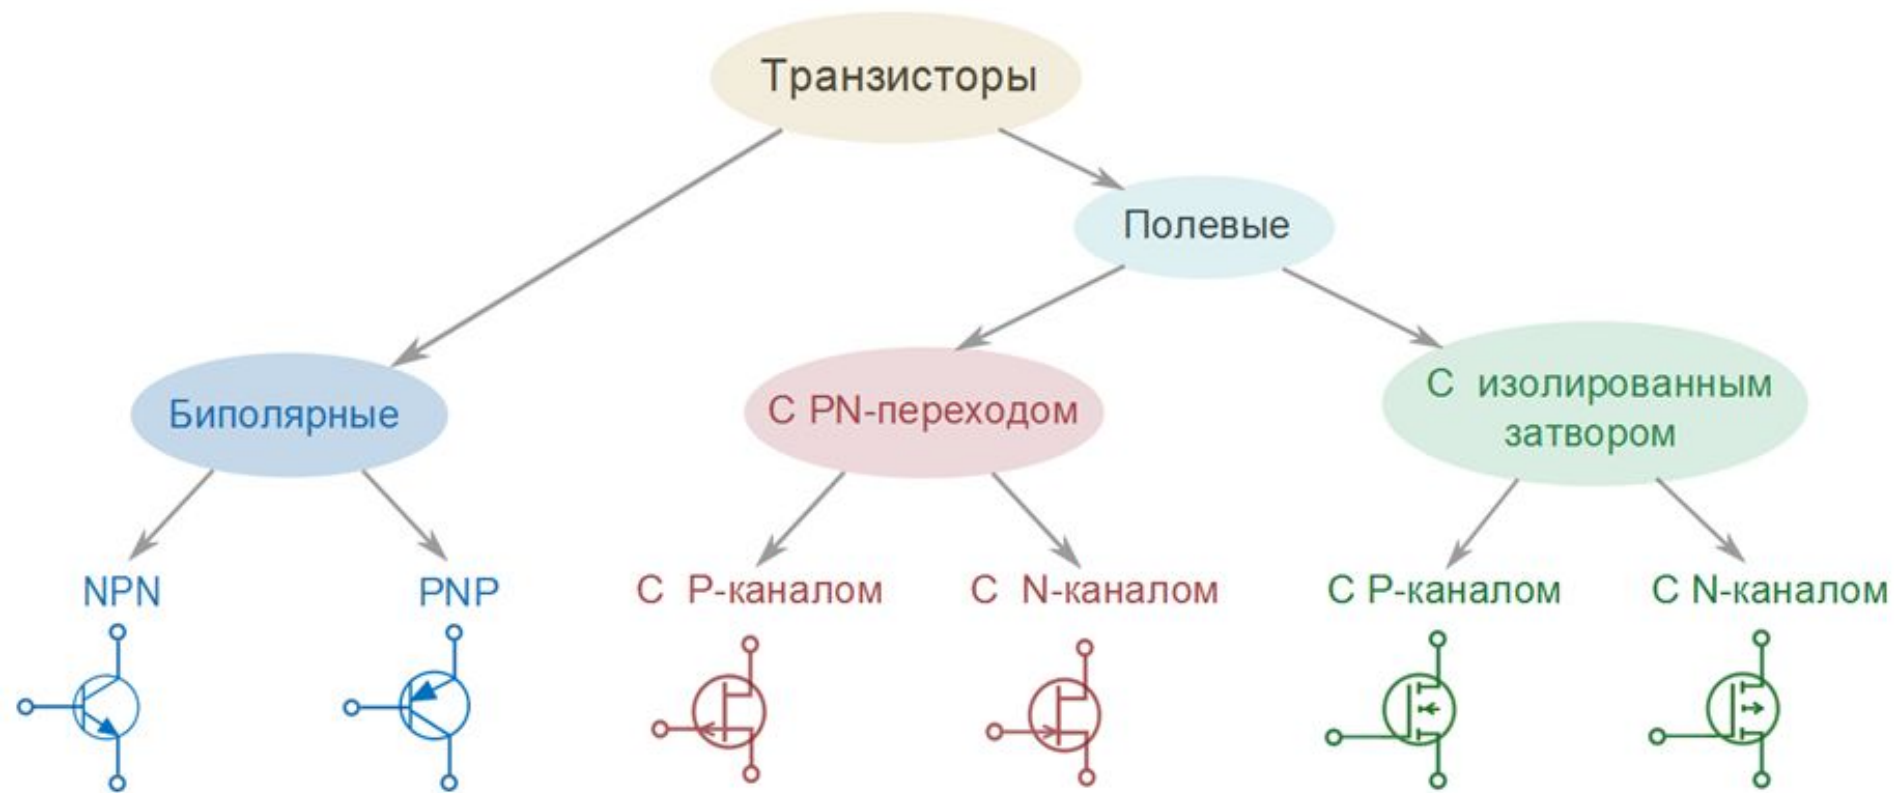 Транзисторы
Полевые
Биполярные
С PN-переходом
С изолированным
затвором
NPN
PNP
С P-каналом
С N-каналом
С P-каналом
С N-каналом